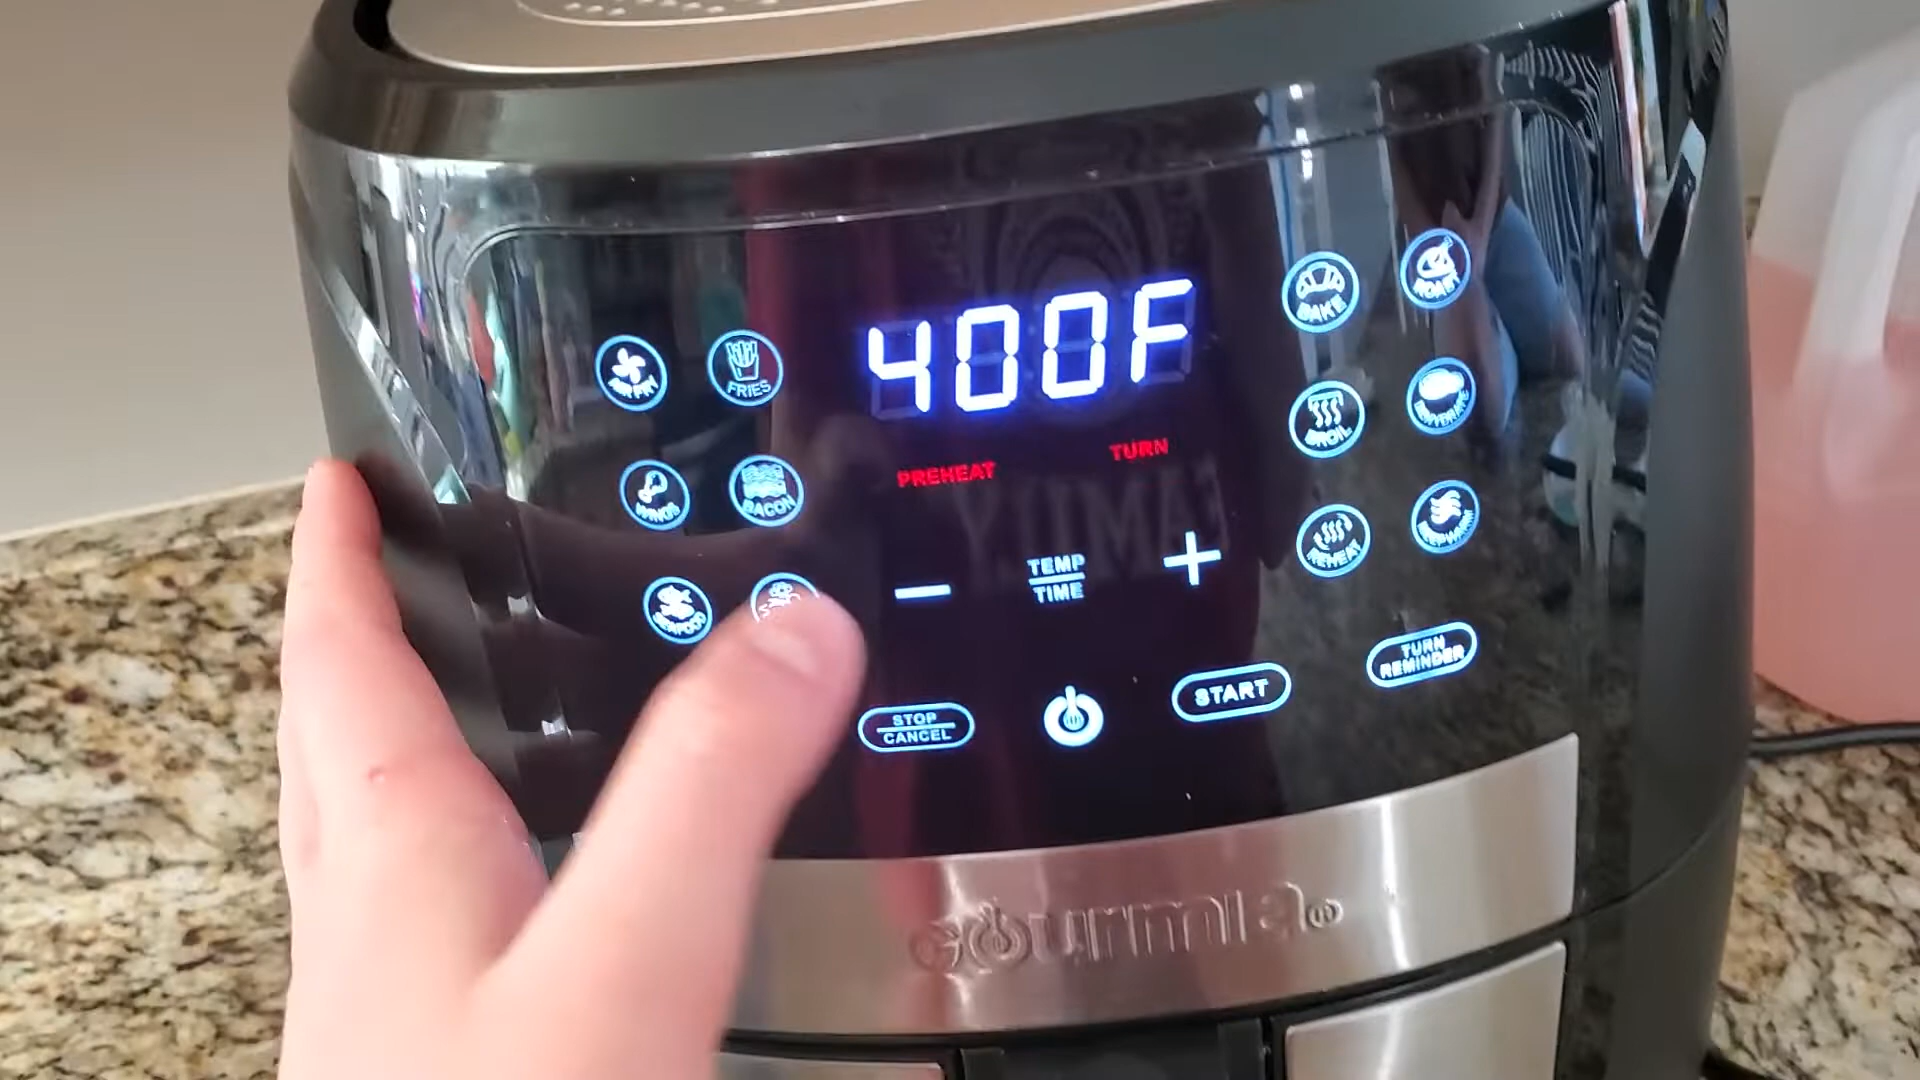 400F
PREHEAT
TURN
AIR FRY
FRIES
WINGS
BACON
SEAFOOD
TEMP
TIME
BAKE
ROAST
BROIL
DEHYDRATE
REHEAT
KEEP WARM
STOP
CANCEL
START
TURN
REMINDER
FAMILY
Gourmia®